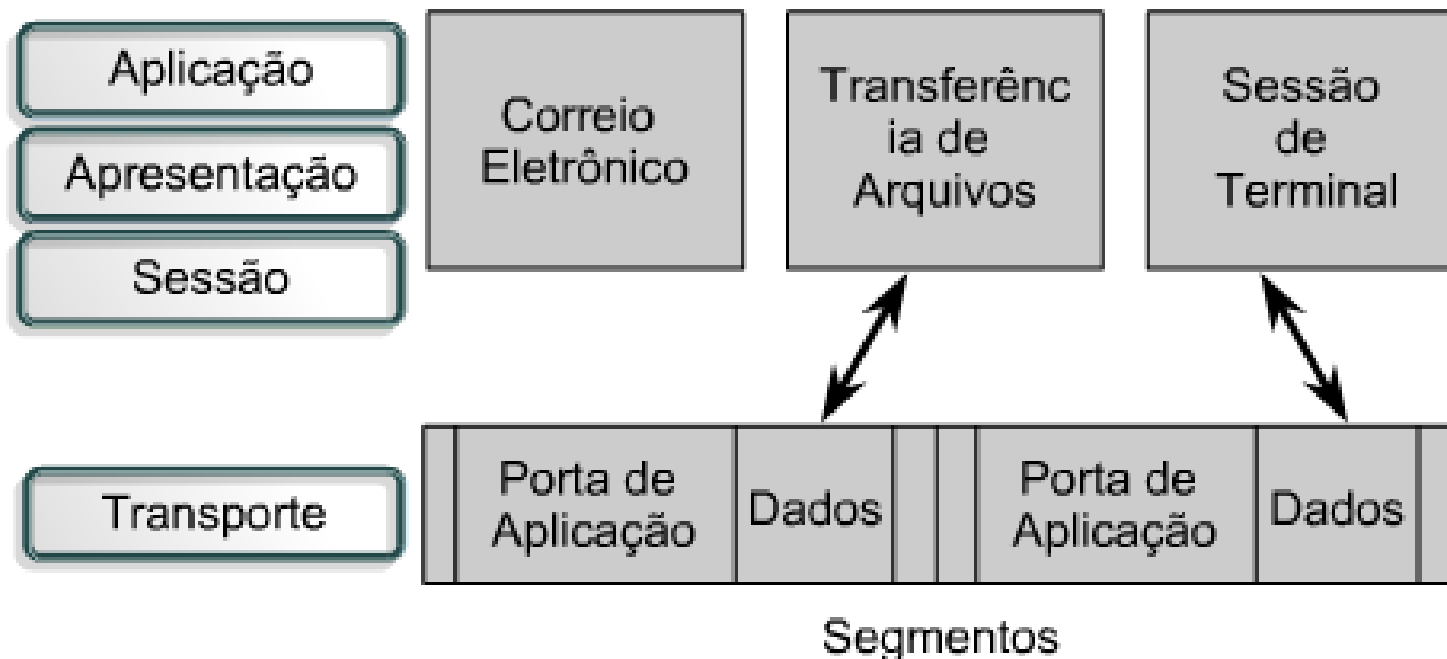 Aplicação
Apresentação
Sessão
Correio
Eletrônico
Transferênc
ia de
Arquivos
Sessão
de
Terminal
Transporte
Porta de
Aplicação
Dados
Porta de
Aplicação
Dados
Segmentos